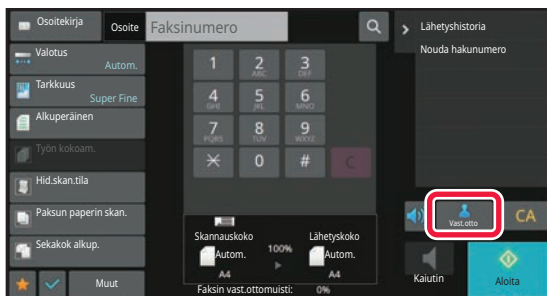 Osoitekirja
Osoite
Faksinumero
Lähetyshistoria
Nouda hakunumero
Valotus
Autom.
Tarkkuus
Super Fine
Alkuperäinen
Työn kokoam.
Hid.skan.tila
Paksun paperin skan.
Sekakok alkup.
Muut
1
2
ABC
3
DEF
4
GHI
5
JKL
6
MNO
7
PQRS
8
TUV
9
WXYZ
0
#
C
Skannauskoko
Lähetyskoko
Autom.
100%
Autom.
A4
A4
Faksin vast.ottomuisti: 0%
Vast.otto
CA
Kaiutin
Aloita